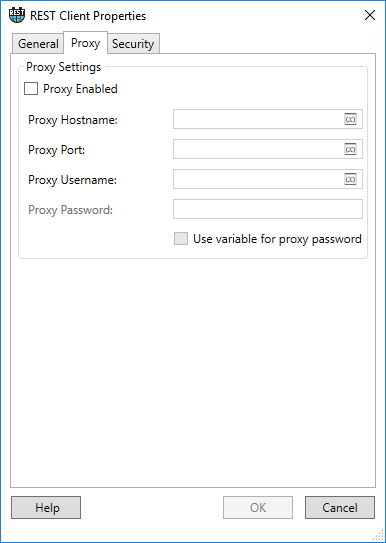 REST REST Client Properties
General Proxy Security
Proxy Settings
Proxy Enabled
Proxy Hostname:
Proxy Port:
Proxy Username:
Proxy Password:
Use variable for proxy password
Help OK Cancel